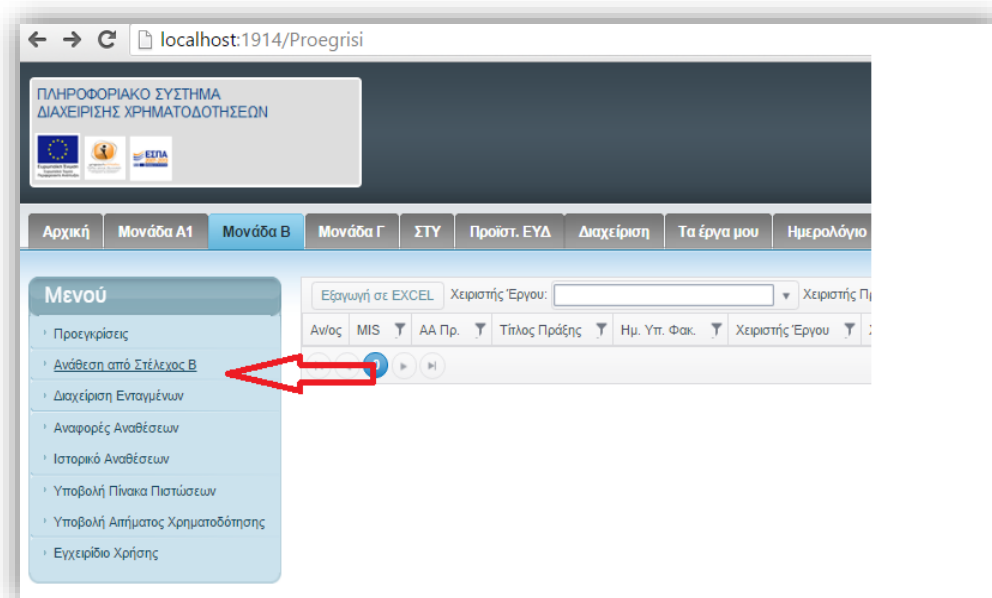 localhost:1914/Proegrisi
ΠΛΗΡΟΦΟΡΙΑΚΟ ΣΥΣΤΗΜΑ
ΔΙΑΧΕΙΡΙΣΗΣ ΧΡΗΜΑΤΟΔΟΤΗΣΕΩΝ
ΕΣΠΑ
Αρχική Μονάδα Α1 Μονάδα Β Μονάδα Γ ΣΤΥ Προϊστ. ΕΥΔ Διαχείριση Τα έργα μου Ημερολόγιο
Μενού
Εξαγωγή σε EXCEL Χειριστής Έργου: Χειριστής
Αν/ος MIS ΑΑ Πρ. Τίτλος Πράξης Ημ. Υπ. Φακ. Χειριστής Έργου
Προεγκρίσεις
Ανάθεση από Στέλεχος Β
Διαχείριση Ενταγμένων
Αναφορές Αναθέσεων
Ιστορικό Αναθέσεων
Υποβολή Πίνακα Πιστώσεων
Υποβολή Αιτήματος Χρηματοδότησης
Εγχειρίδιο Χρήσης